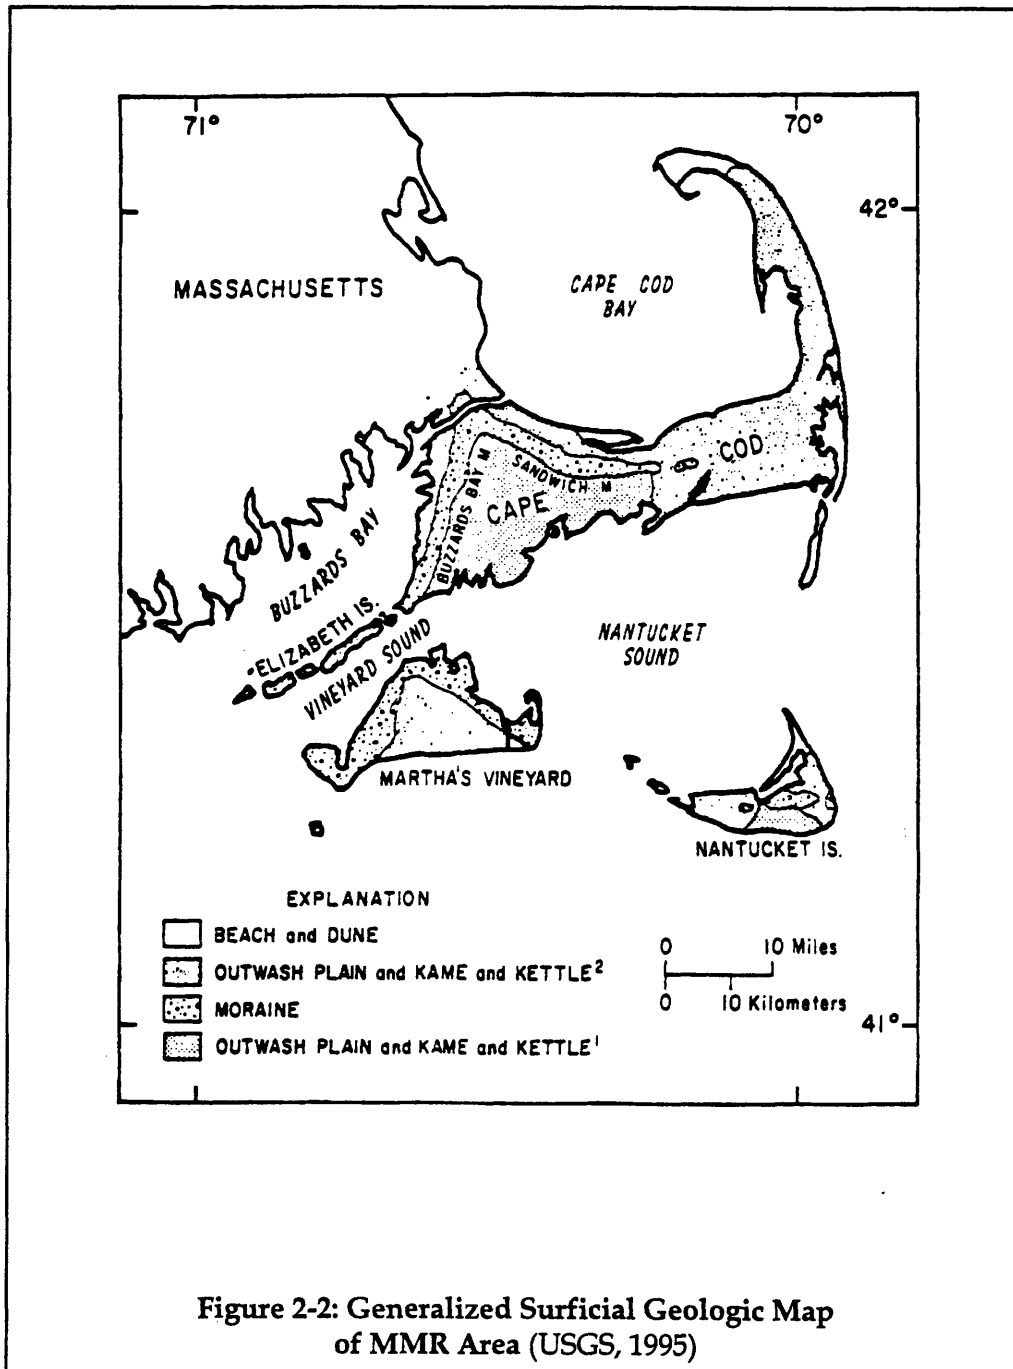 71°
70°
42°
MASSACHUSETTS
CAPE COD
BAY
COD
SANDWICH M
CAPE
BUZZARDS BAY M
BUZZARDS BAY
ELIZABETH IS.
VINEYARD SOUND
NANTUCKET
SOUND
MARTHA'S VINEYARD
NANTUCKET IS.
EXPLANATION
BEACH and DUNE
OUTWASH PLAIN and KAME and KETTLE²
MORAINE
OUTWASH PLAIN and KAME and KETTLE¹
0 10 Miles
0 10 Kilometers
41°
Figure 2-2: Generalized Surficial Geologic Map
of MMR Area (USGS, 1995)